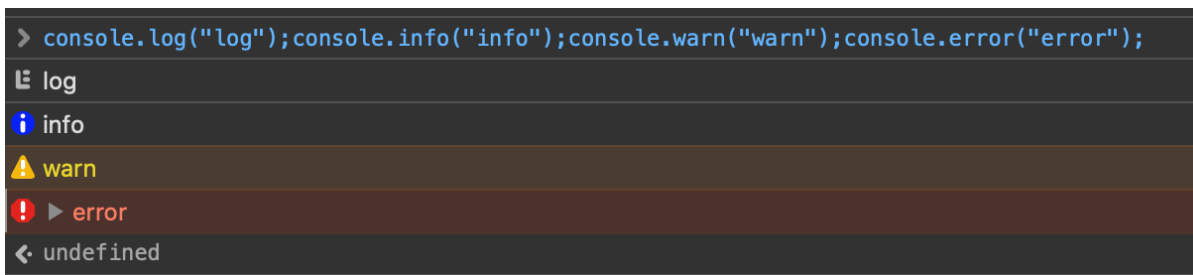 > console.log("log");console.info("info");console.warn("warn");console.error("error");
log
info
warn
error
undefined